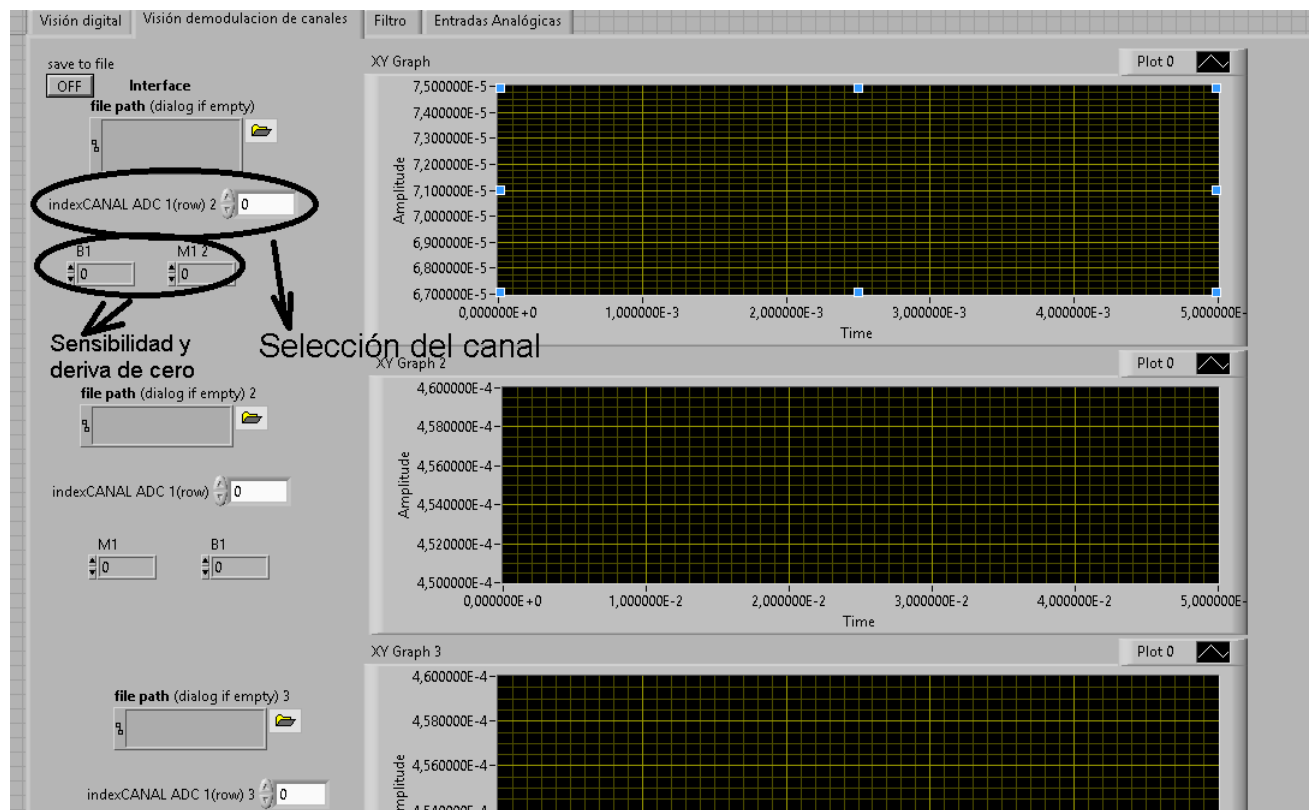 Visión digital
Visión demodulacion de canales
Filtro
Entradas Analógicas
save to file
OFF
Interface
file path (dialog if empty)
indexCANAL ADC 1(row) 2
0
B1
M1 2
0
0
Sensibilidad y
deriva de cero
Selección del canal
XY Graph
Plot 0
7,500000E-5
7,400000E-5
7,300000E-5
7,200000E-5
7,100000E-5
7,000000E-5
6,900000E-5
6,800000E-5
6,700000E-5
Amplitude
0,000000E+0
1,000000E-3
2,000000E-3
3,000000E-3
4,000000E-3
5,000000E-
Time
file path (dialog if empty) 2
indexCANAL ADC 1(row)
0
M1
B1
0
0
XY Graph 2
Plot 0
4,600000E-4
4,580000E-4
4,560000E-4
4,540000E-4
4,520000E-4
4,500000E-4
Amplitude
0,000000E+0
1,000000E-2
2,000000E-2
3,000000E-2
4,000000E-2
5,000000E-
Time
file path (dialog if empty) 3
indexCANAL ADC 1(row) 3
0
XY Graph 3
Plot 0
4,600000E-4
4,580000E-4
4,560000E-4
4,540000E-4
mplitude